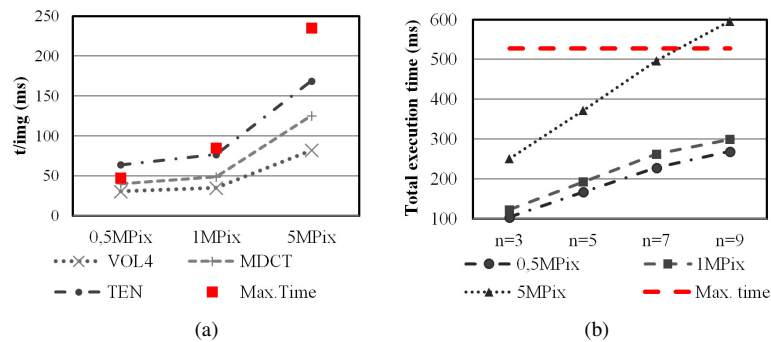 t/img (ms)
250
200
150
100
50
0
0,5MPix 1MPix 5MPix
VOL4 MDCT
TEN Max.Time
(a)
Total execution time (ms)
600
500
400
300
200
100
n=3 n=5 n=7 n=9
0,5MPix 1MPix
5MPix Max. time
(b)